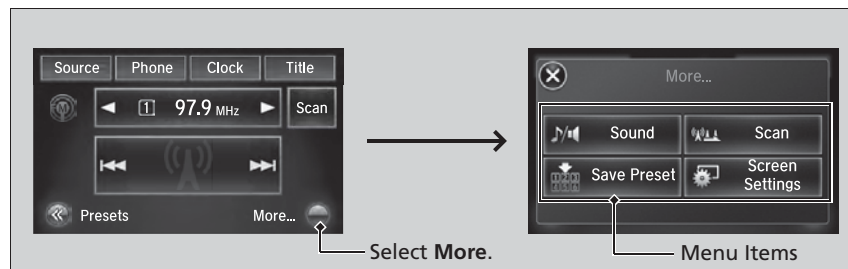 Source Phone Clock Title
1 97.9 MHz Scan
Presets More...
Select More.
More...
Sound Scan
Save Preset Screen Settings
Menu Items